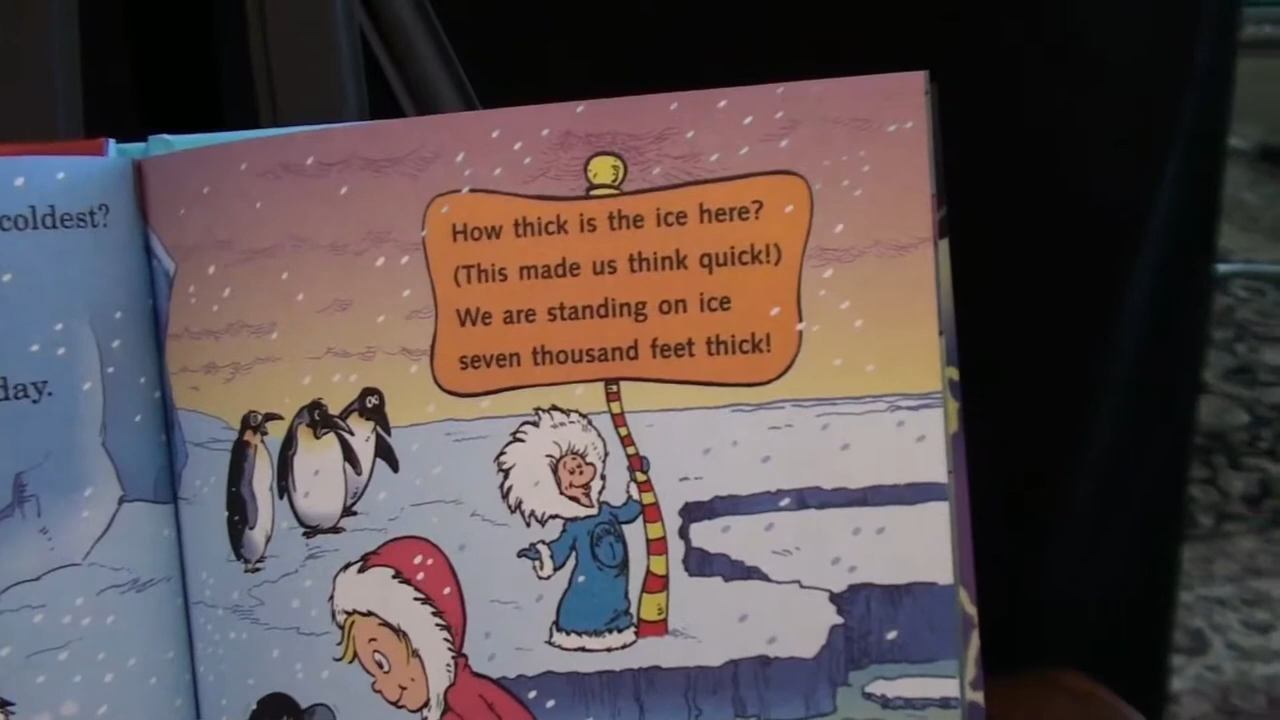 coldest?
day.
How thick is the ice here?
(This made us think quick!)
We are standing on ice
seven thousand feet thick!